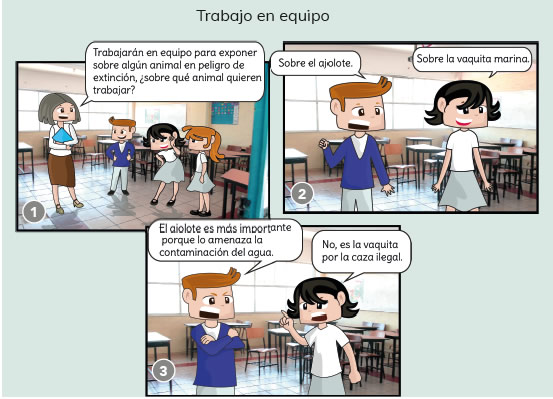 Trabajo en equipo
Trabajarán en equipo para exponer
sobre algún animal en peligro de
extinción, ¿sobre qué animal quieren
trabajar?
1
Sobre el ajolote.
Sobre la vaquita marina.
2
El ajolote es más importante
porque lo amenaza la
contaminación del agua.
No, es la vaquita
por la caza ilegal.
3